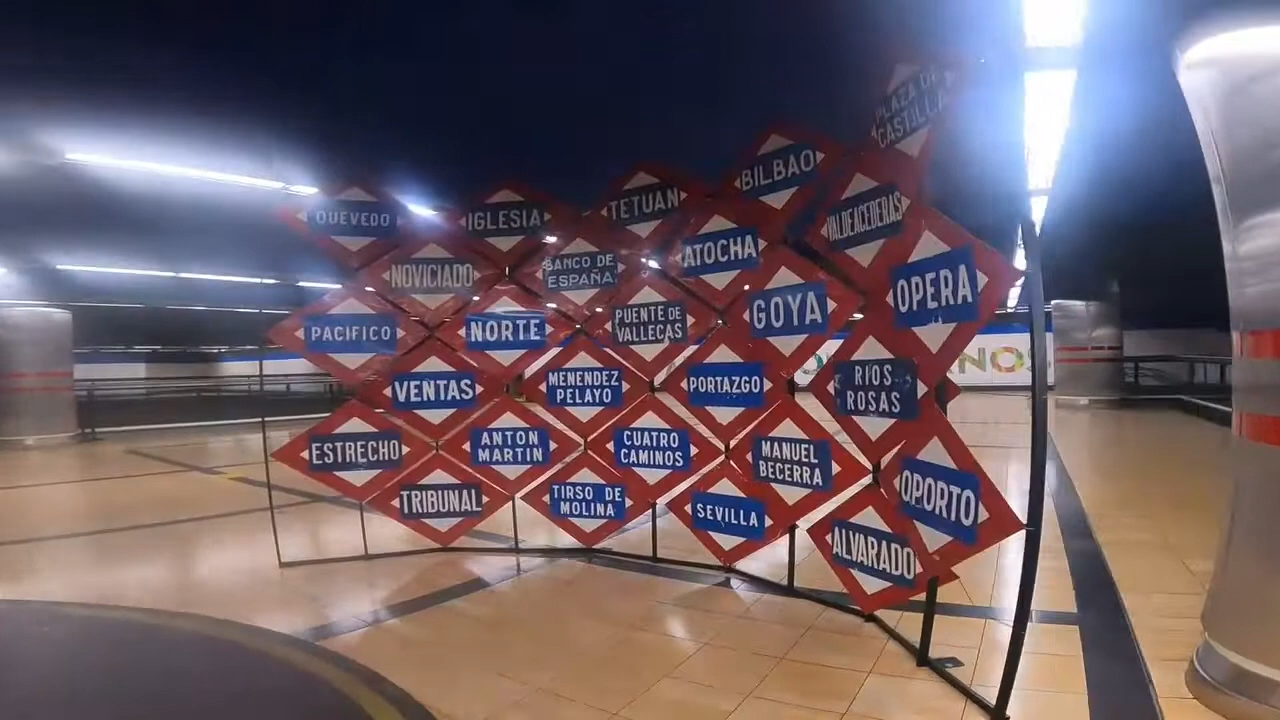 PLAZA DE
CASTILLA
BILBAO
TETUAN
IGLESIA
QUEVEDO
VALDEACEDERAS
ATOCHA
BANCO DE
ESPAÑA
NOVICIADO
OPERA
GOYA
PUENTE DE
VALLECAS
NORTE
PACIFICO
RIOS
ROSAS
PORTAZGO
MENENDEZ
PELAYO
VENTAS
ESTRECHO
ANTON
MARTIN
CUATRO
CAMINOS
MANUEL
BECERRA
OPORTO
TRIBUNAL
TIRSO DE
MOLINA
SEVILLA
ALVARADO